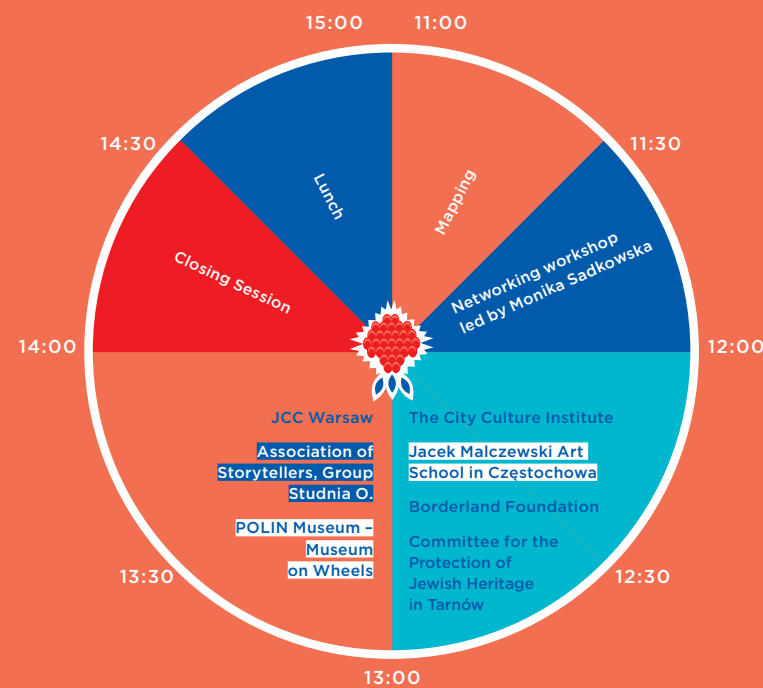 15:00
11:00
14:30
11:30
Lunch
Mapping
Closing Session
Networking workshop
led by Monika Sadkowska
14:00
12:00
JCC Warsaw
Association of
Storytellers, Group
Studnia O.
POLIN Museum –
Museum
on Wheels
The City Culture Institute
Jacek Malczewski Art
School in Częstochowa
Borderland Foundation
Committee for the
Protection of
Jewish Heritage
in Tarnów
13:30
12:30
13:00